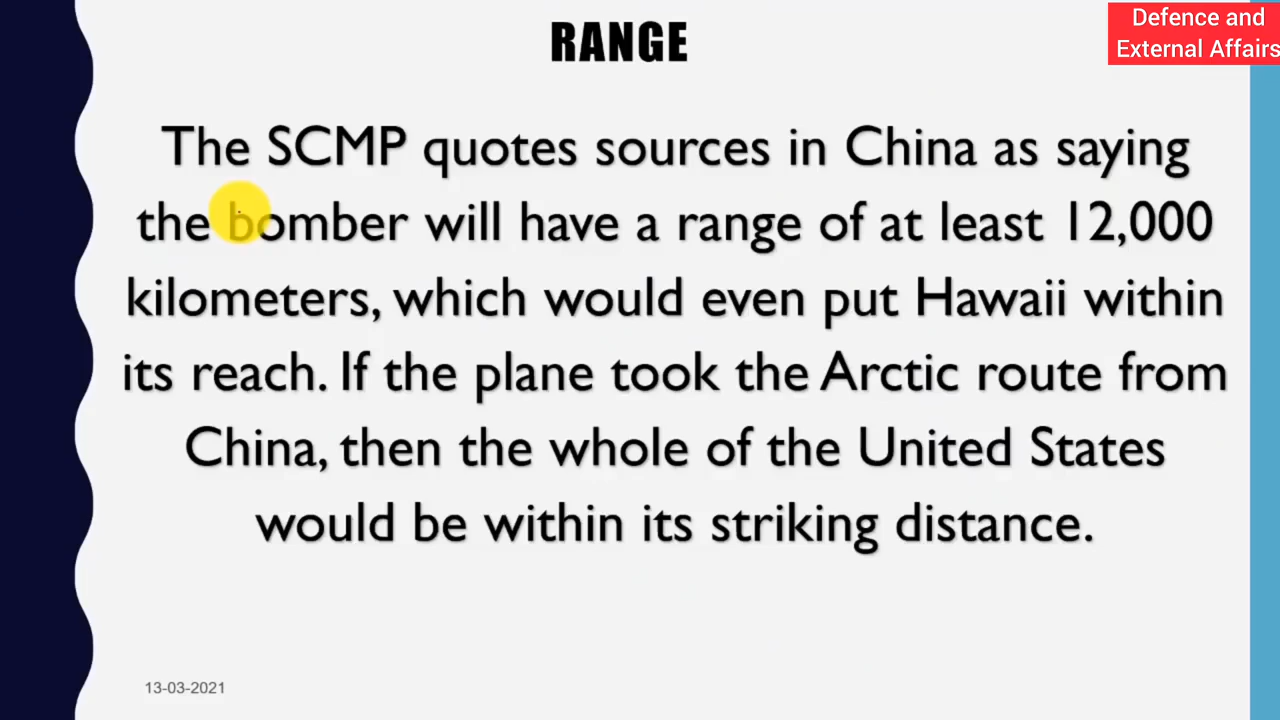 RANGE
Defence and
External Affairs
The SCMP quotes sources in China as saying
the bomber will have a range of at least 12,000
kilometers, which would even put Hawaii within
its reach. If the plane took the Arctic route from
China, then the whole of the United States
would be within its striking distance.
13-03-2021